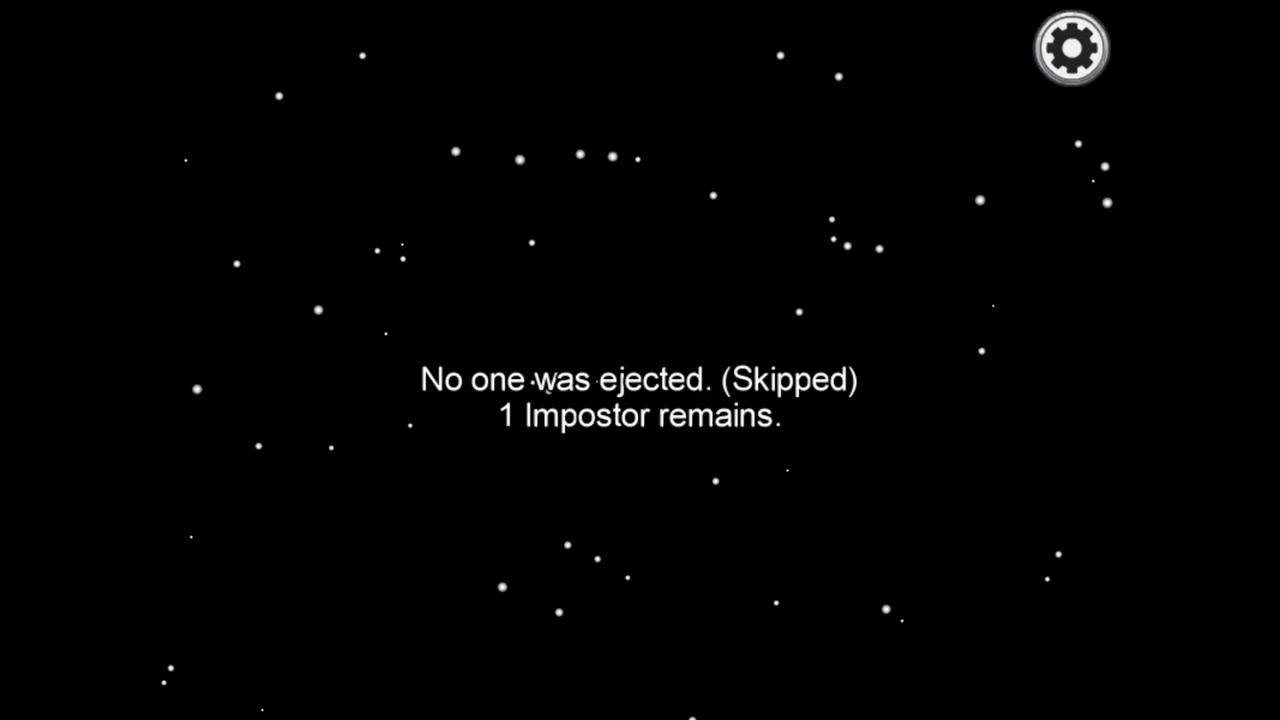 No one was ejected. (Skipped)
1 Impostor remains.